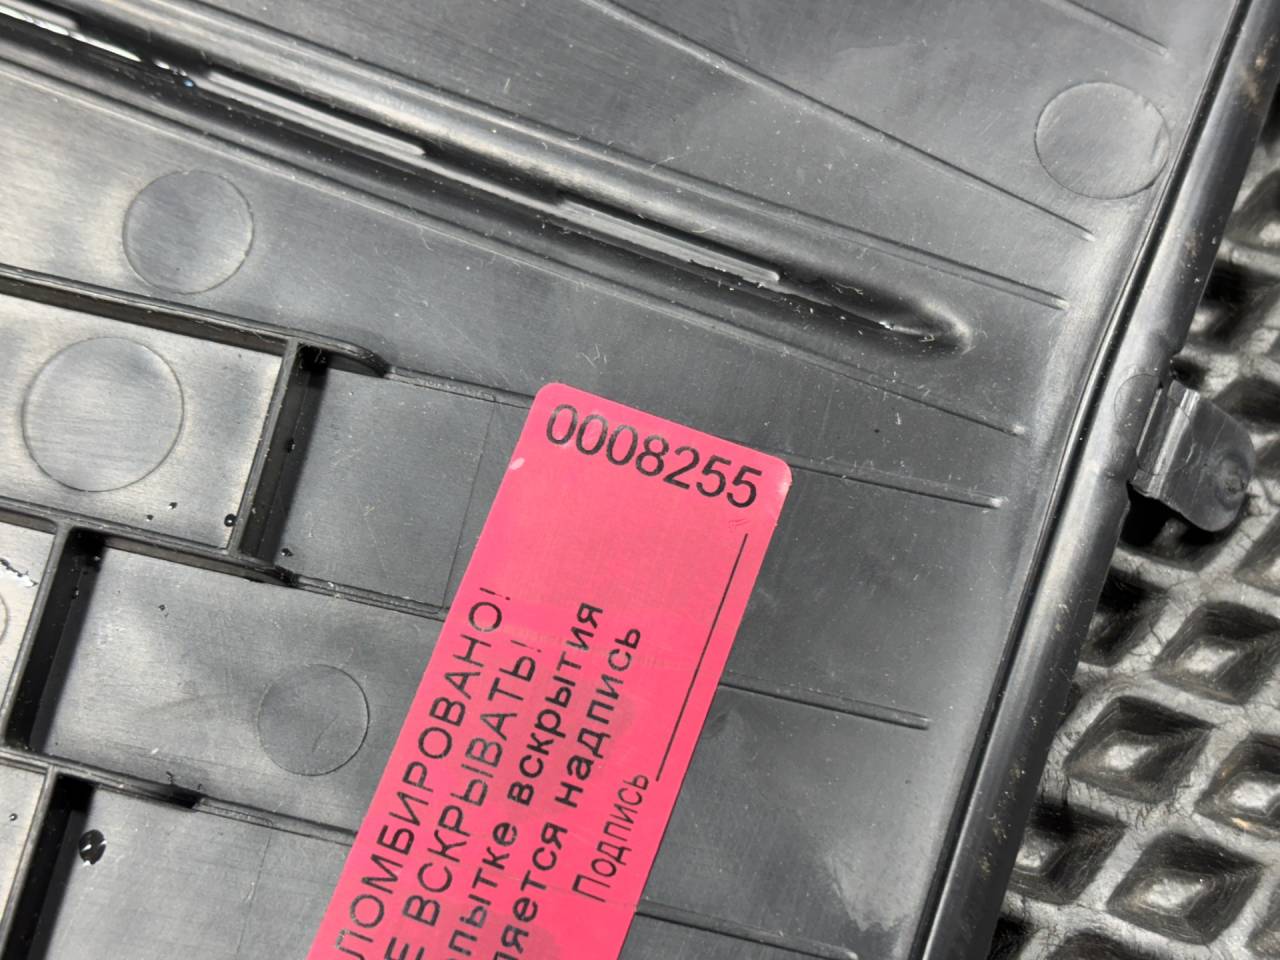 0008255
ЛОМБИРОВАНО!
Е ВСКРЫВАТЬ!
опытке вскрытия
ляется надпись
Подпись